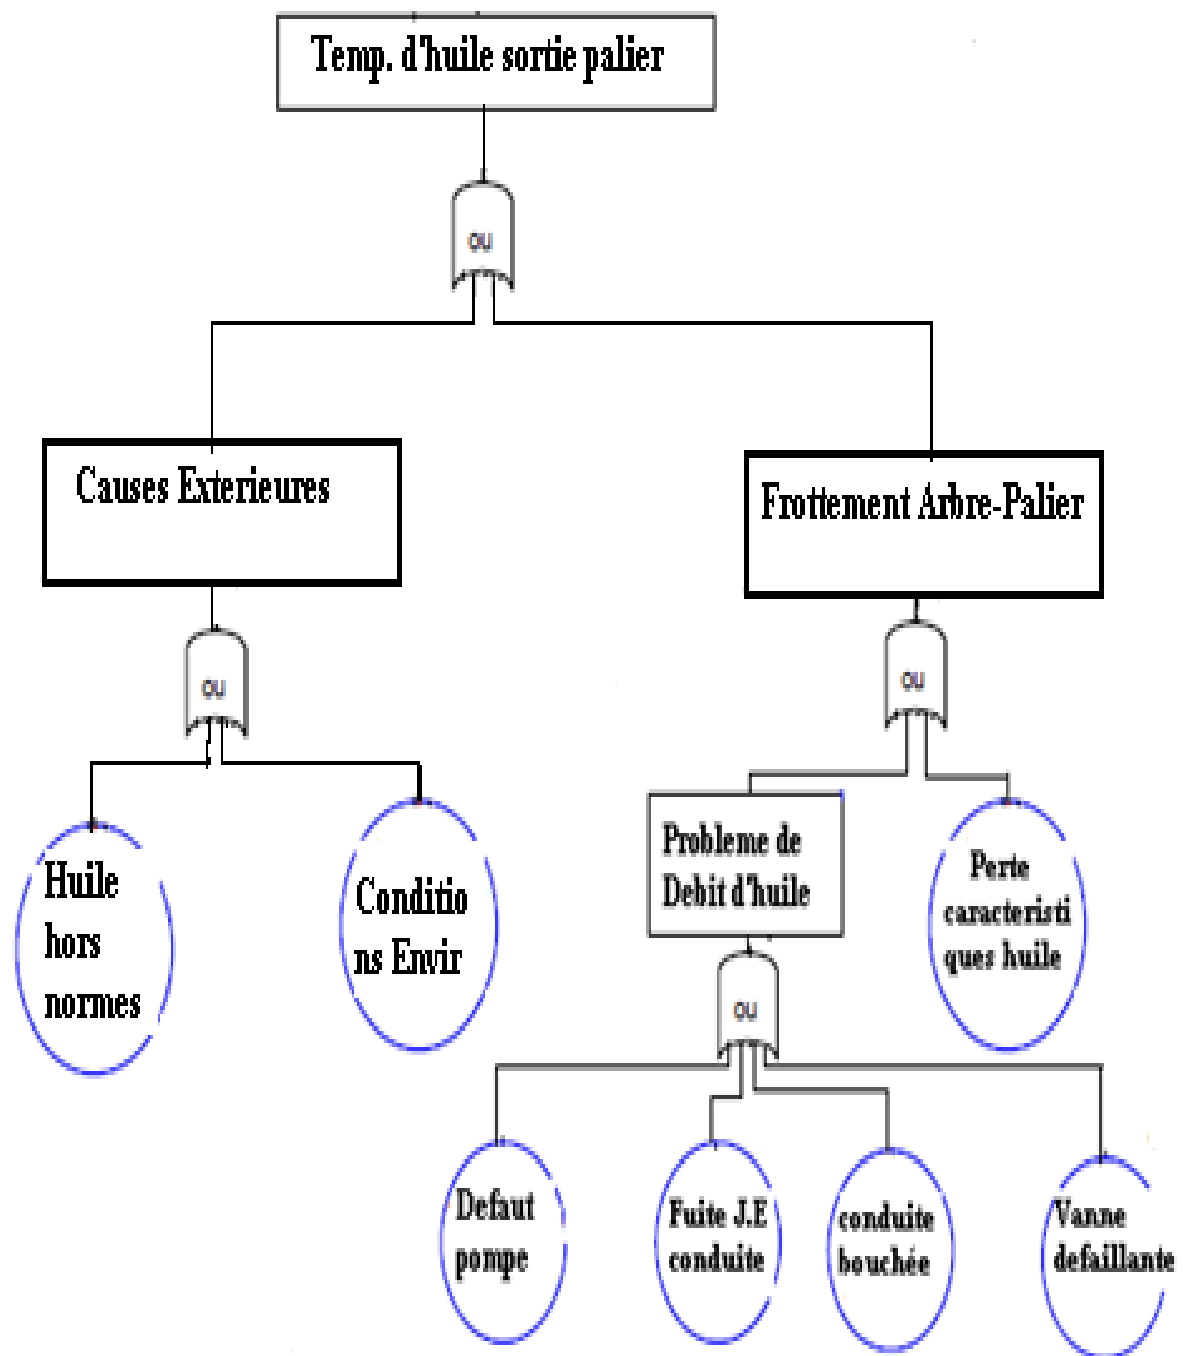 Temp. d'huile sortie palier
ou
Causes Exterieures
Frottement Arbre-Palier
ou
ou
Huile
hors
normes
Conditio
ns Envir
Probleme de
Debit d'huile
Perte
caracteristi
ques huile
ou
Defaut
pompe
Fuite J.E
conduite
conduite
bouchée
Vanne
defaillante